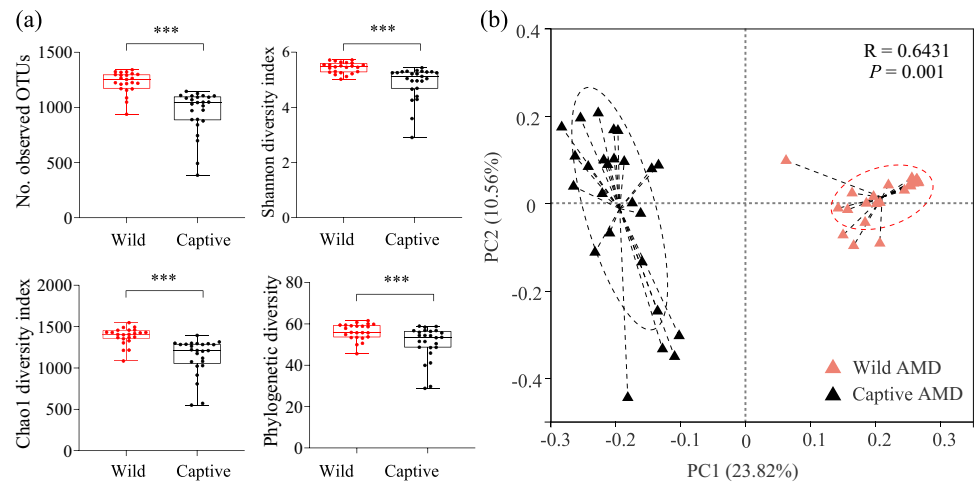 (a)
***
No. observed OTUs
1500
1000
500
0
Wild Captive
***
Shannon diversity index
6
4
2
0
Wild Captive
***
Chao1 diversity index
2000
1500
1000
500
0
Wild Captive
***
Phylogenetic diversity
80
60
40
20
0
Wild Captive
(b)
R = 0.6431
P = 0.001
PC2 (10.56%)
0.4
0.2
0
-0.2
-0.4
Wild AMD
Captive AMD
-0.3 -0.2 -0.1 0 0.1 0.2 0.3
PC1 (23.82%)